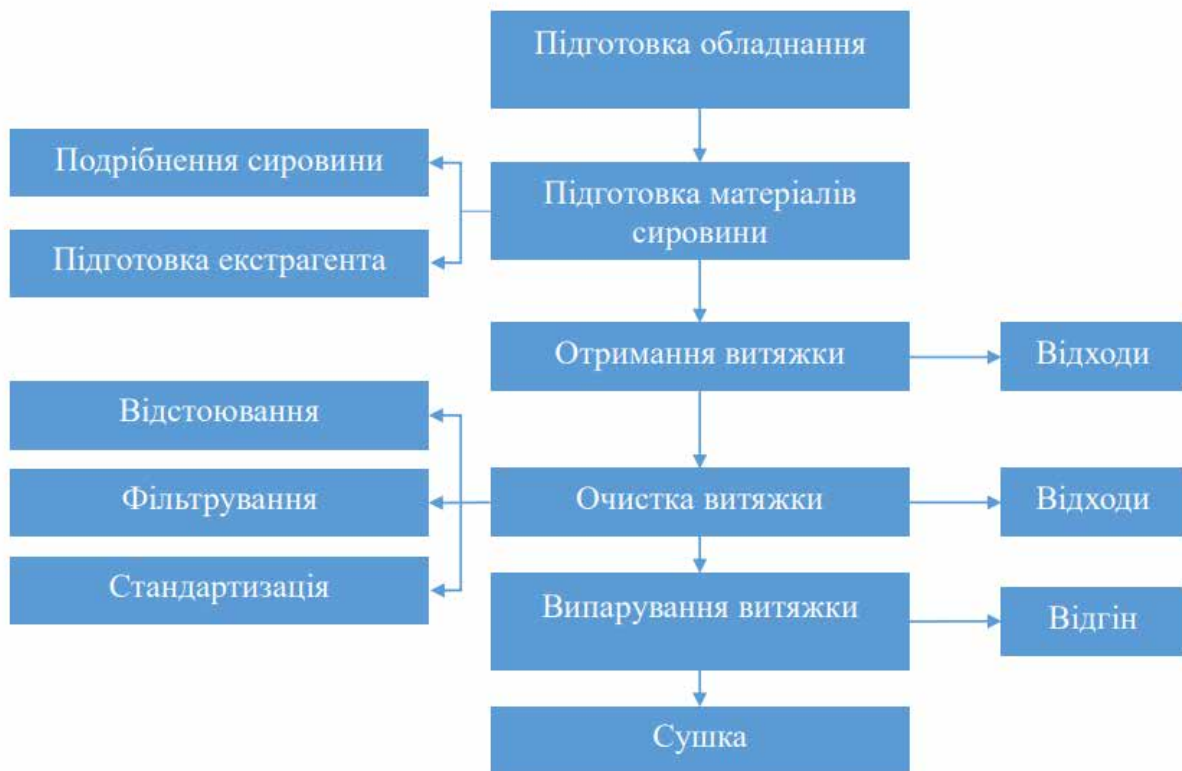 Підготовка обладнання
Подрібнення сировини
Підготовка матеріалів
сировини
Підготовка екстрагента
Отримання витяжки
Відходи
Відстоювання
Фільтрування
Очистка витяжки
Відходи
Стандартизація
Випарування витяжки
Відгін
Сушка